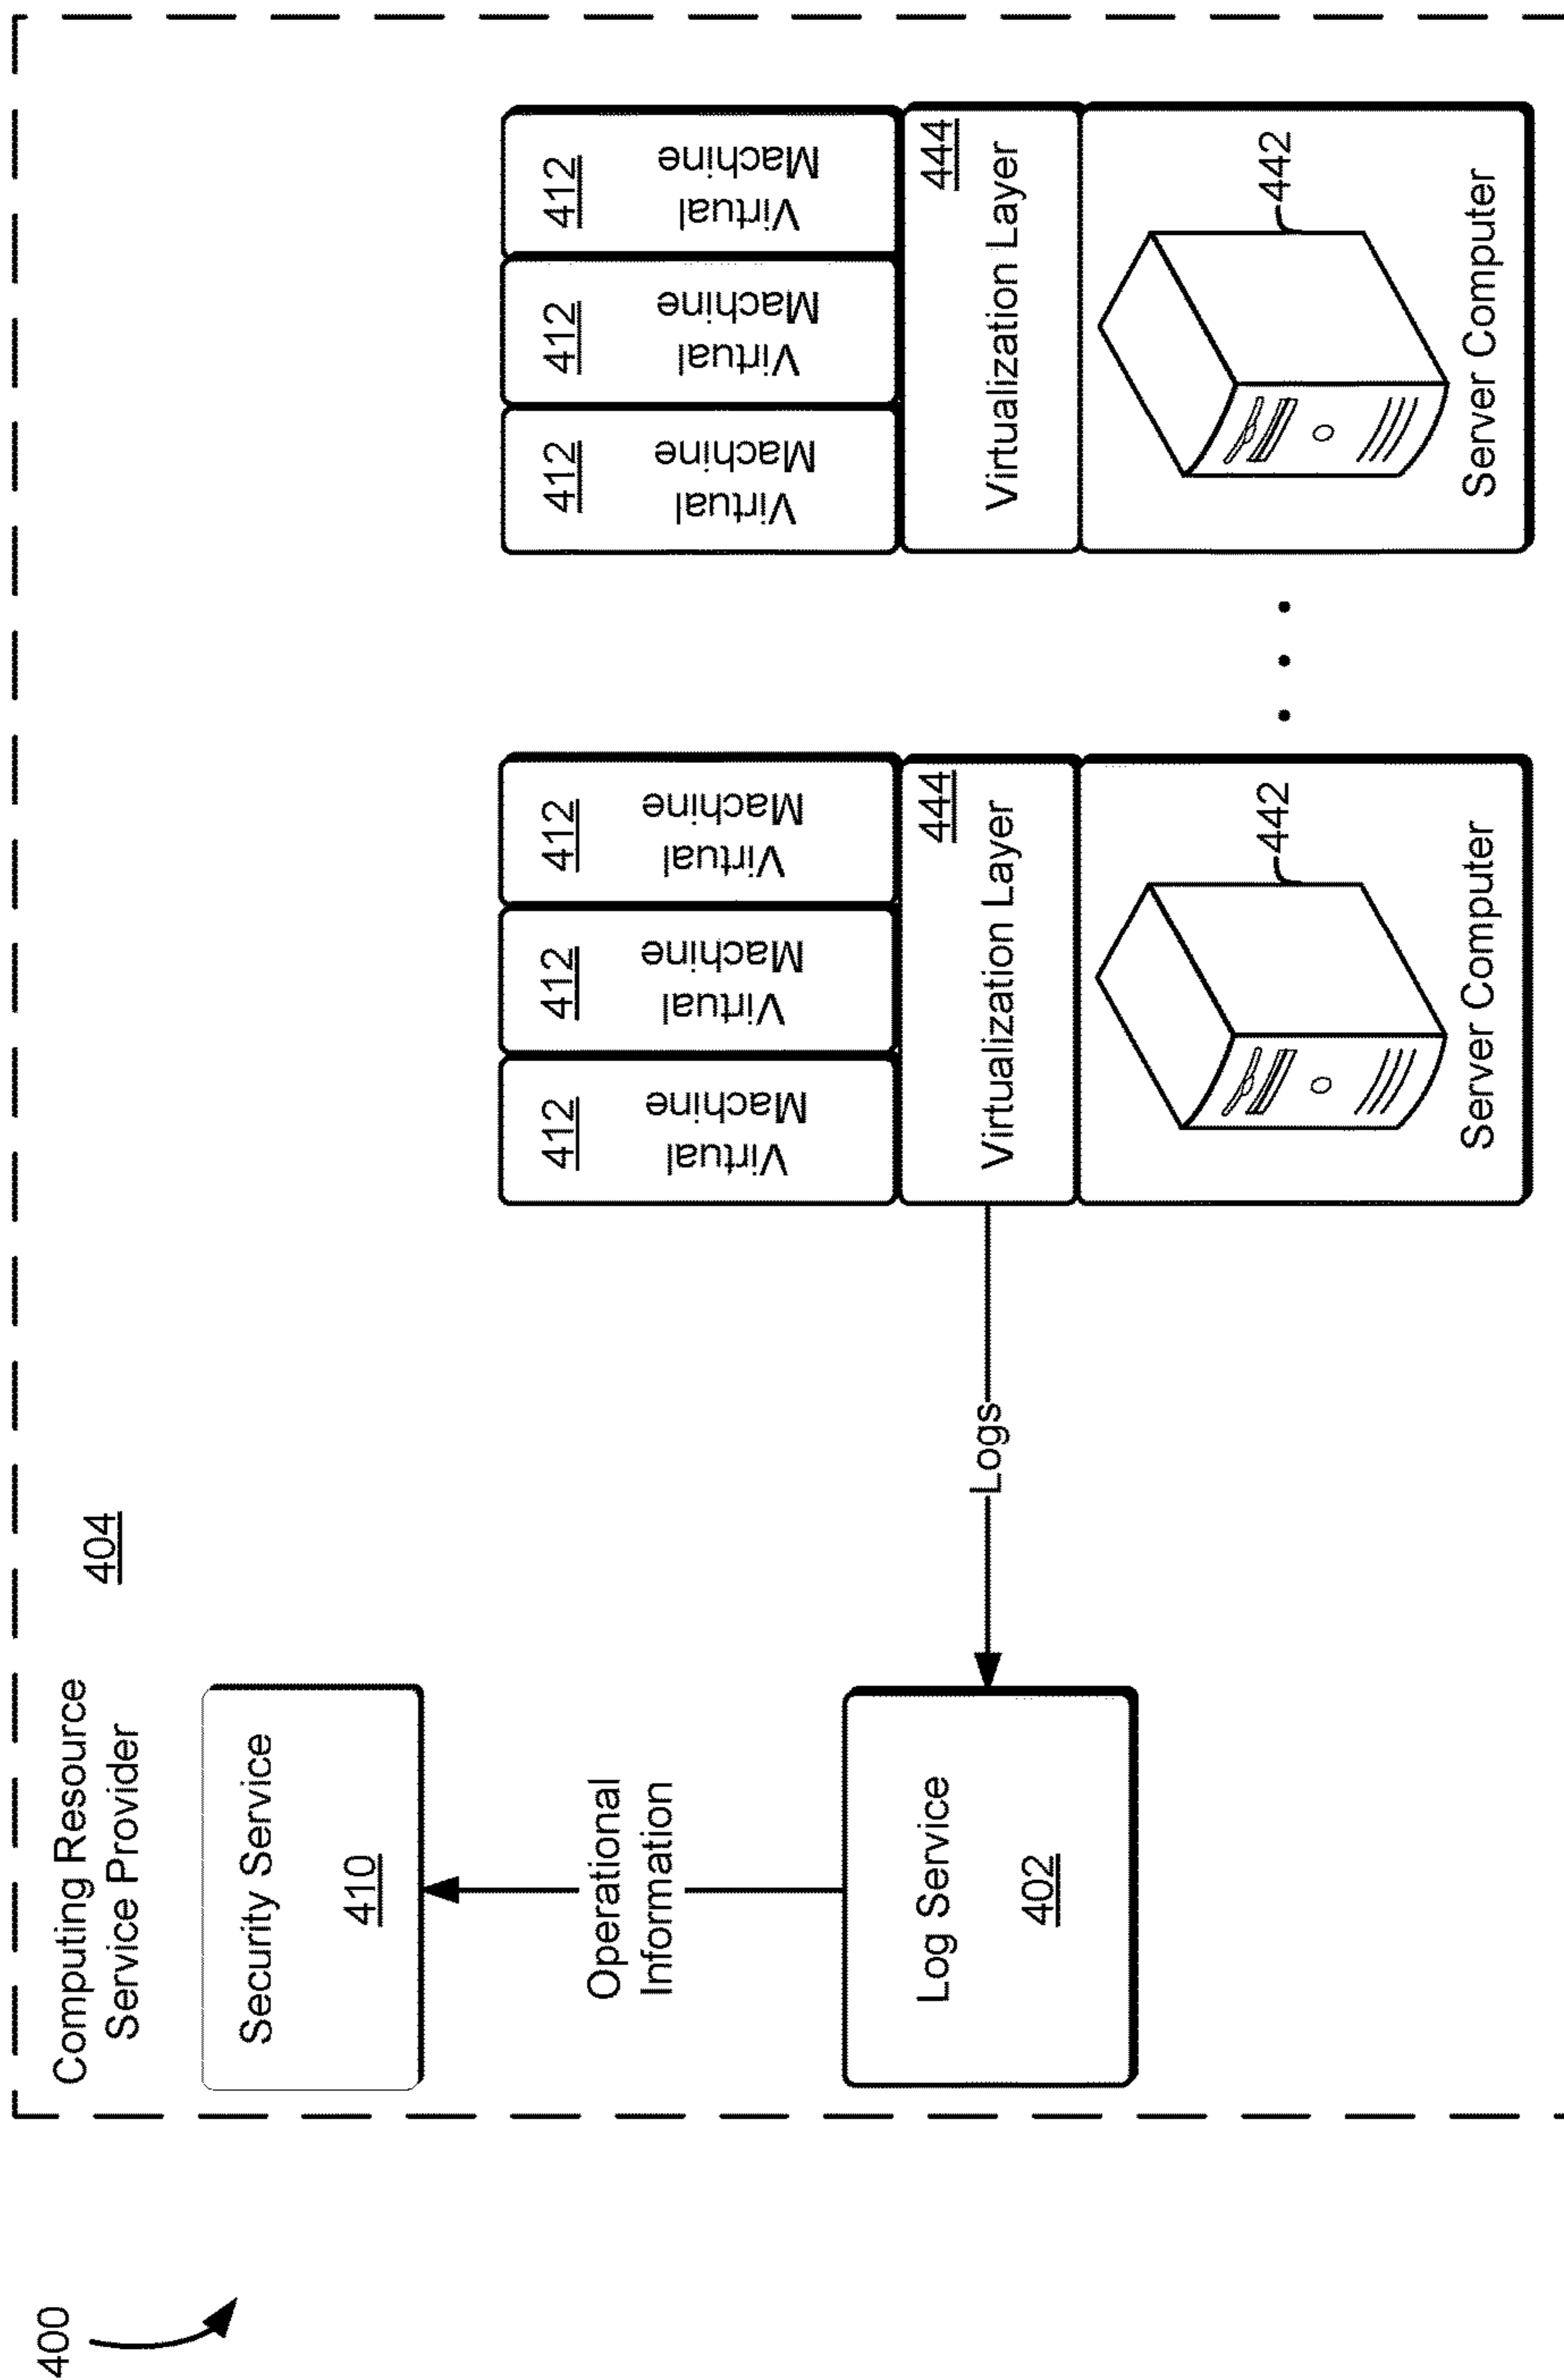 400
Computing Resource
Service Provider
404
Security Service
410
Operational
Information
Log Service
402
Logs
412
Virtual
Machine
412
Virtual
Machine
412
Virtual
Machine
444
Virtualization Layer
442
Server Computer
412
Virtual
Machine
412
Virtual
Machine
412
Virtual
Machine
444
Virtualization Layer
442
Server Computer